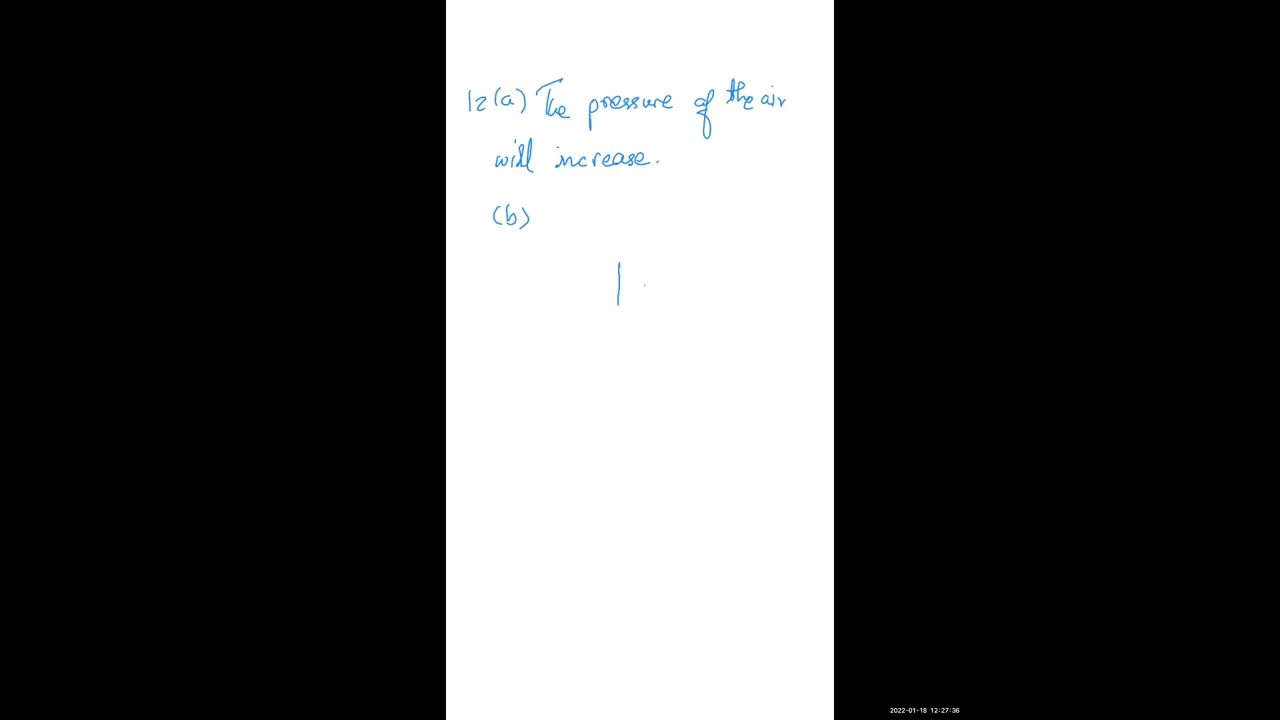 12(a) The pressure of the air
will increase.
(b)
2022-01-18 12:27:36